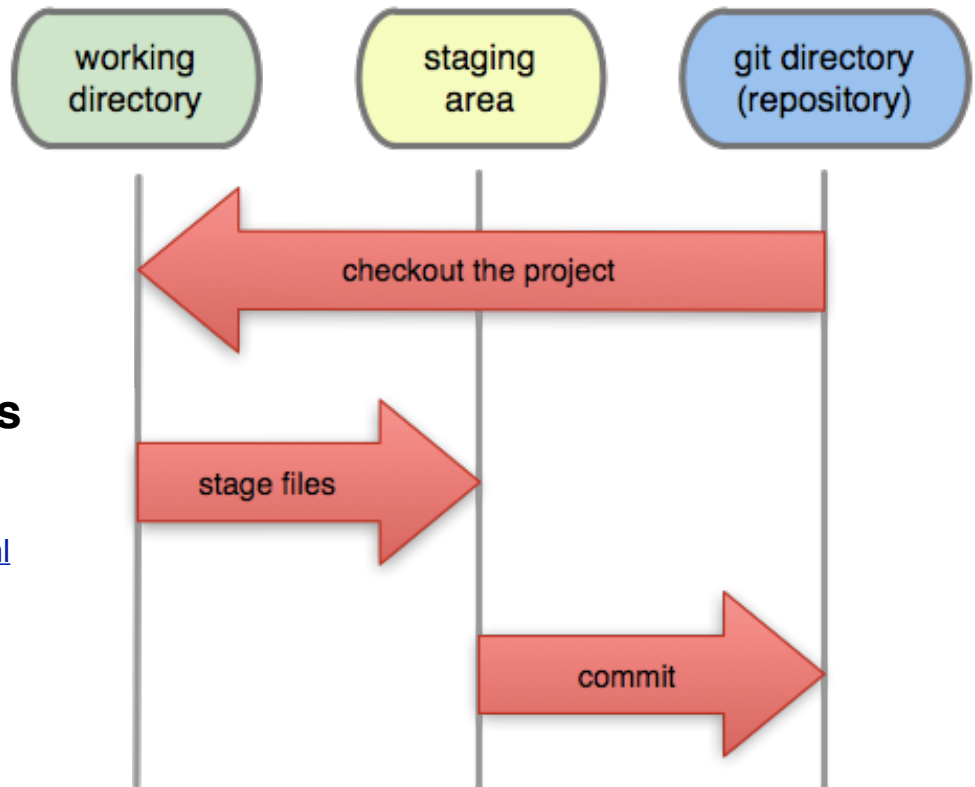 working
directory
staging
area
git directory
(repository)
checkout the project
stage files
commit